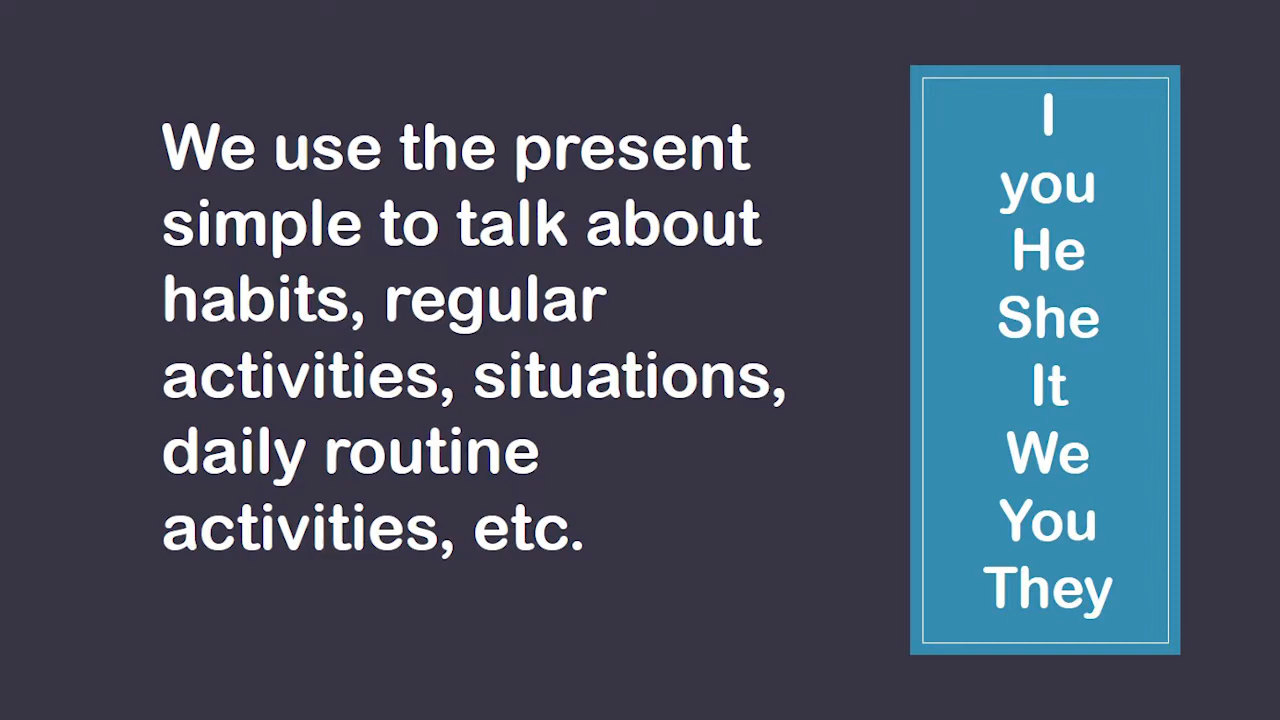 We use the present
simple to talk about
habits, regular
activities, situations,
daily routine
activities, etc.
I
you
He
She
It
We
You
They